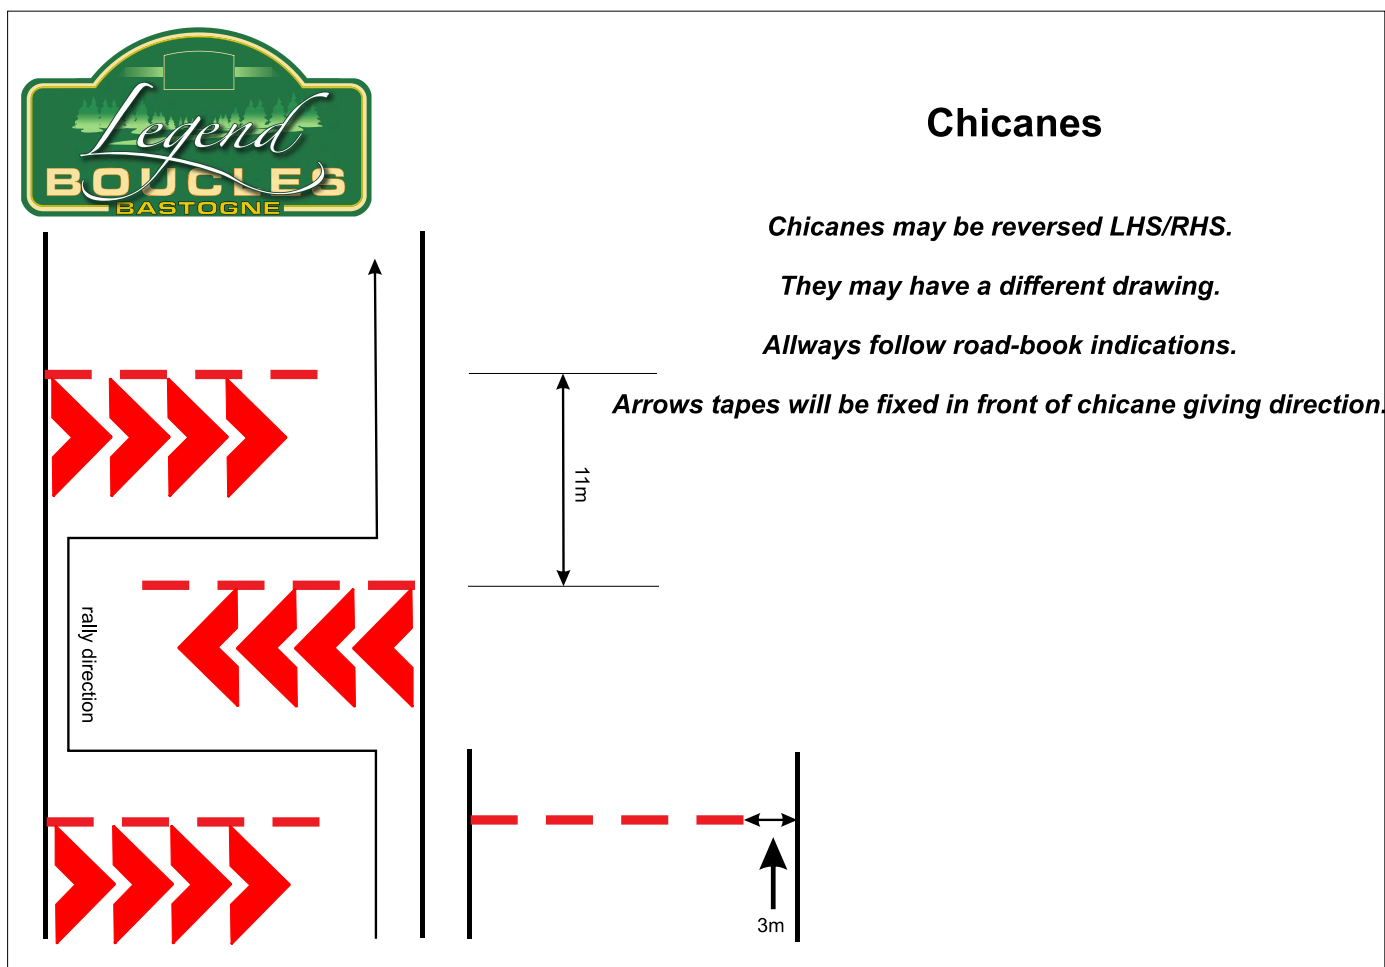 Legend
BOUCLES
BASTOGNE
Chicanes
Chicanes may be reversed LHS/RHS.
They may have a different drawing.
Allways follow road-book indications.
Arrows tapes will be fixed in front of chicane giving direction.
11m
rally direction
3m